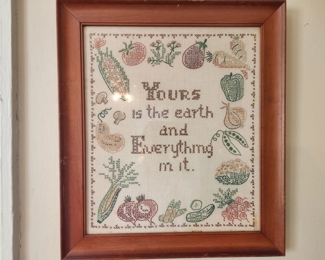 YOURS
is the earth
and
Everything
in it.